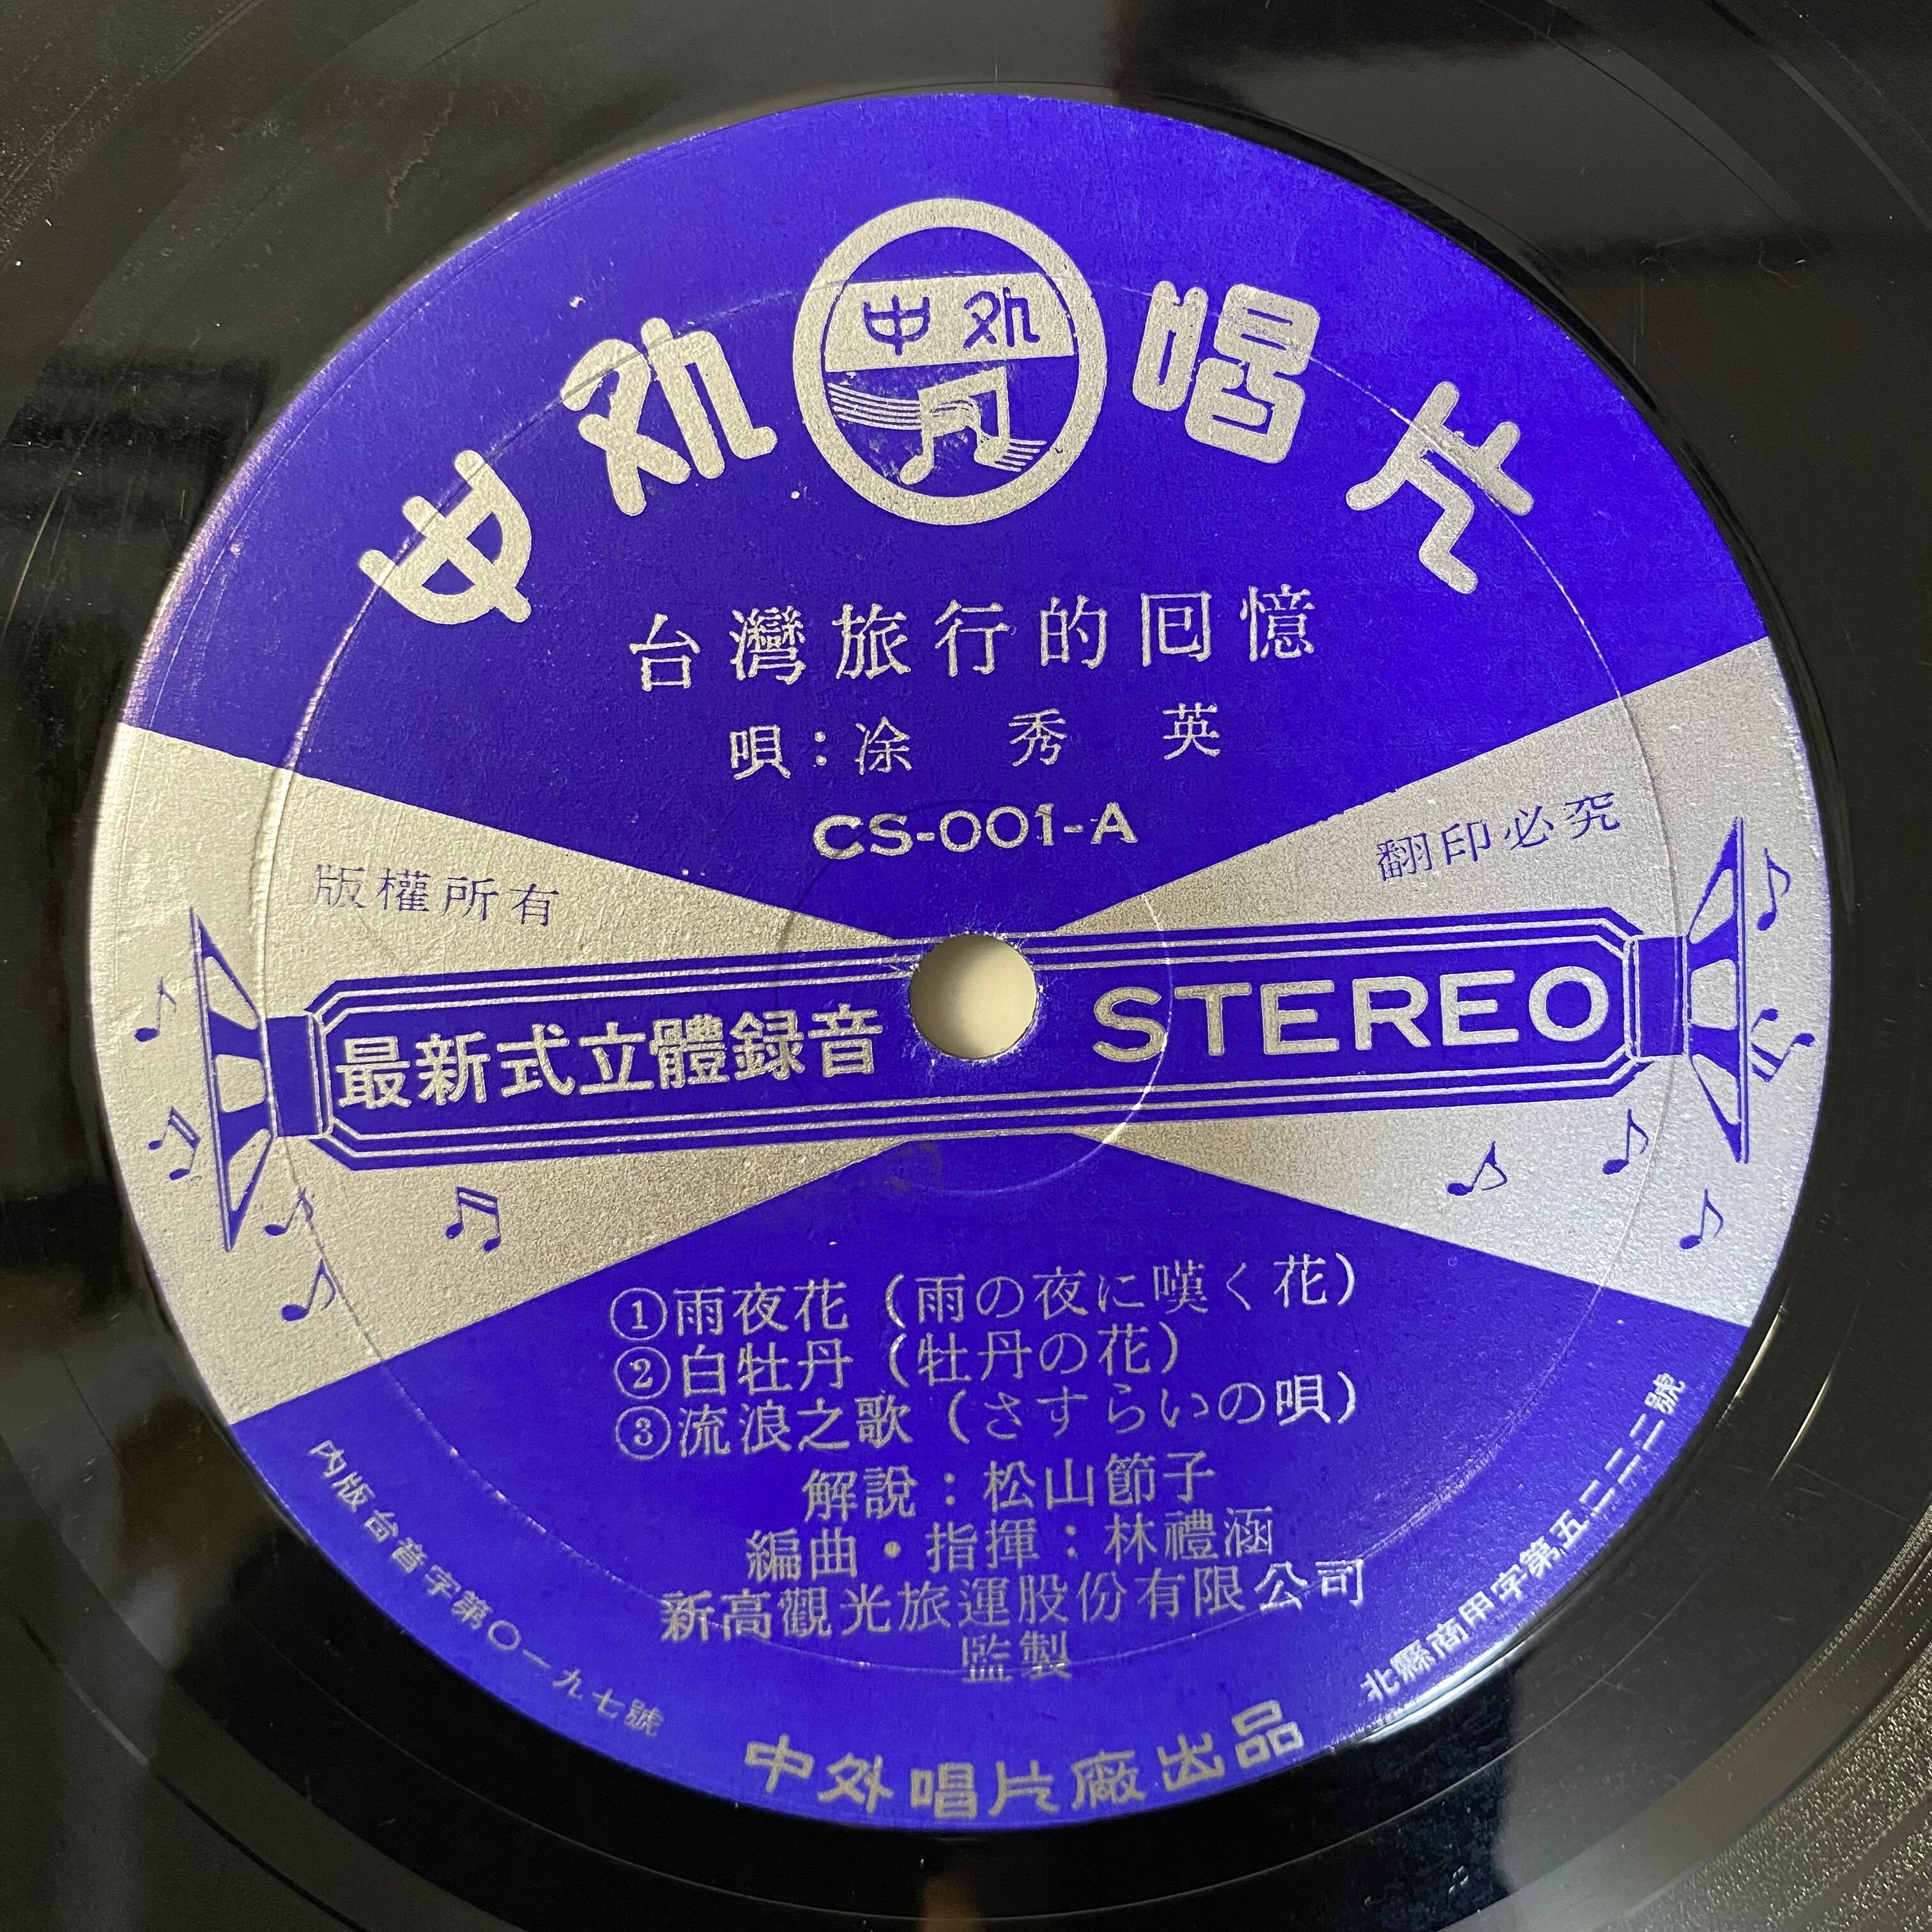 中外唱片
中外
台灣旅行的回憶
唄：凃秀英
CS-001-A
版權所有
翻印必究
最新式立體録音
STEREO
①雨夜花（雨の夜に嘆く花）
②白牡丹（牡丹の花）
③流浪之歌（さすらいの唄）
解說：松山節子
編曲・指揮：林禮涵
新高觀光旅運股份有限公司
監製
內版台音字第〇一九七號
中外唱片廠出品
北縣商甲字第五二二二號